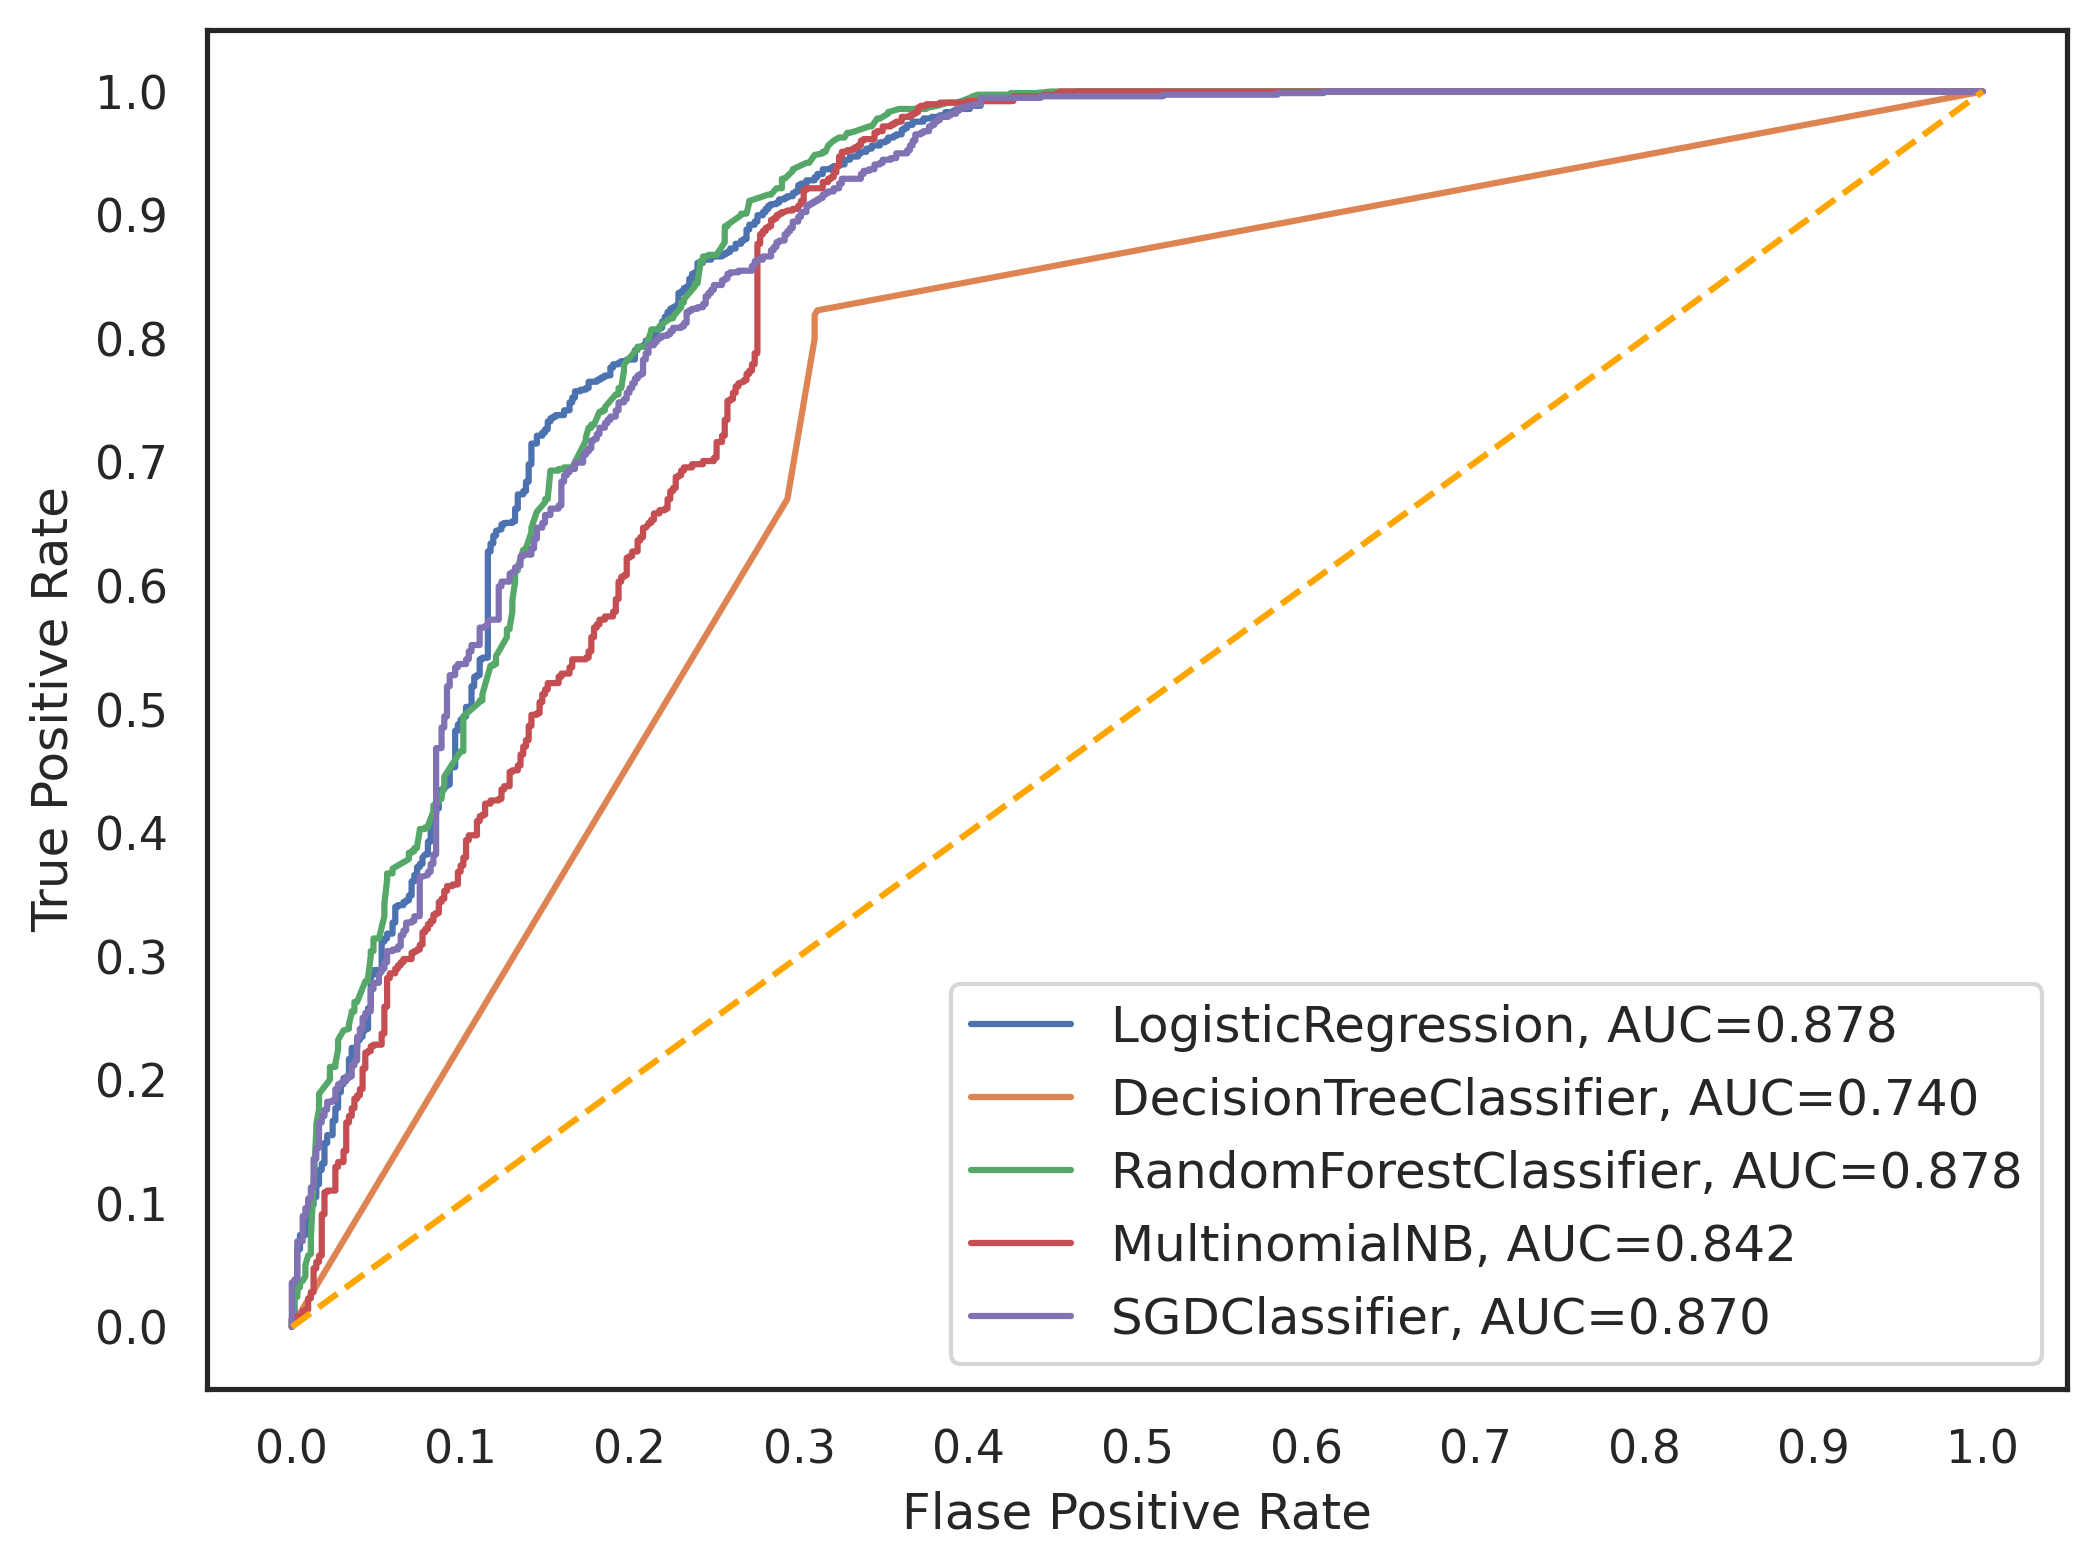 1.0
0.9
0.8
0.7
0.6
0.5
0.4
0.3
0.2
0.1
0.0
True Positive Rate
LogisticRegression, AUC=0.878
DecisionTreeClassifier, AUC=0.740
RandomForestClassifier, AUC=0.878
MultinomialNB, AUC=0.842
SGDClassifier, AUC=0.870
0.0 0.1 0.2 0.3 0.4 0.5 0.6 0.7 0.8 0.9 1.0
Flase Positive Rate